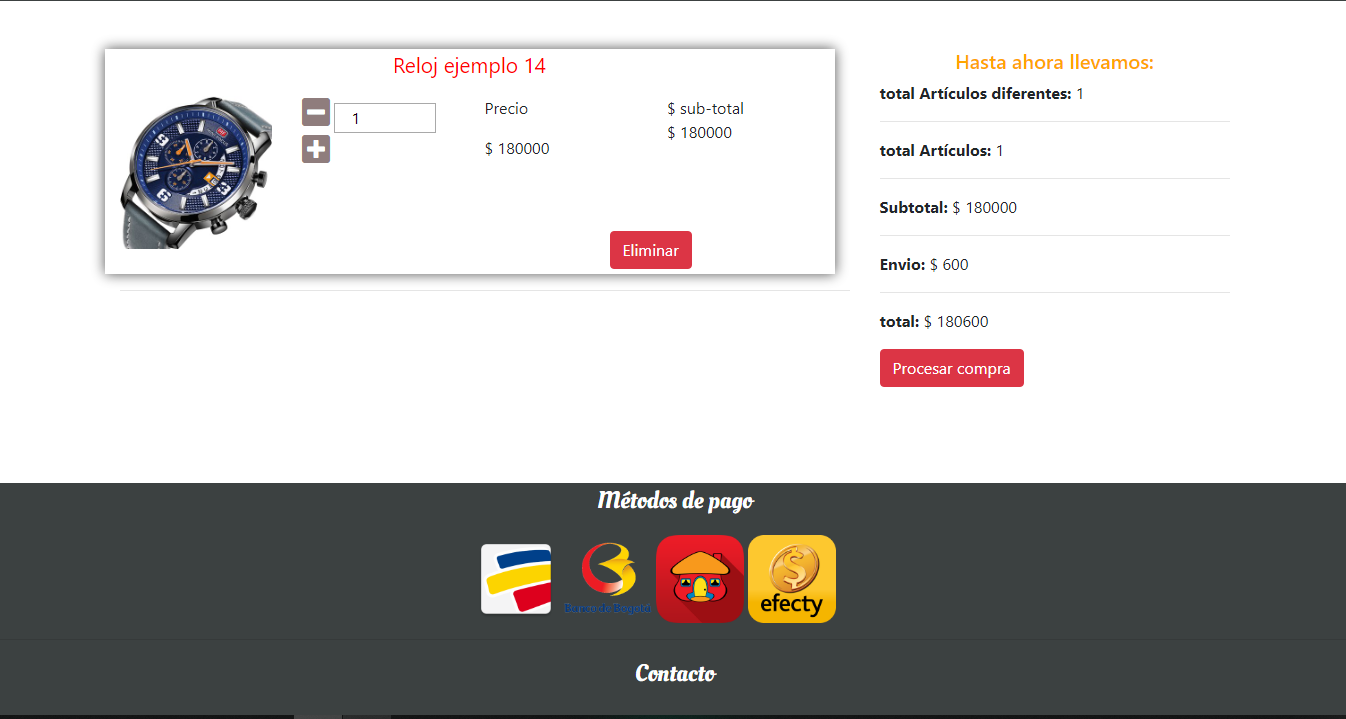 Reloj ejemplo 14
1
Precio
$ 180000
$ sub-total
$ 180000
Eliminar
Hasta ahora llevamos:
total Artículos diferentes: 1
total Artículos: 1
Subtotal: $ 180000
Envio: $ 600
total: $ 180600
Procesar compra
Métodos de pago
Banco de Bogotá
efecty
Contacto